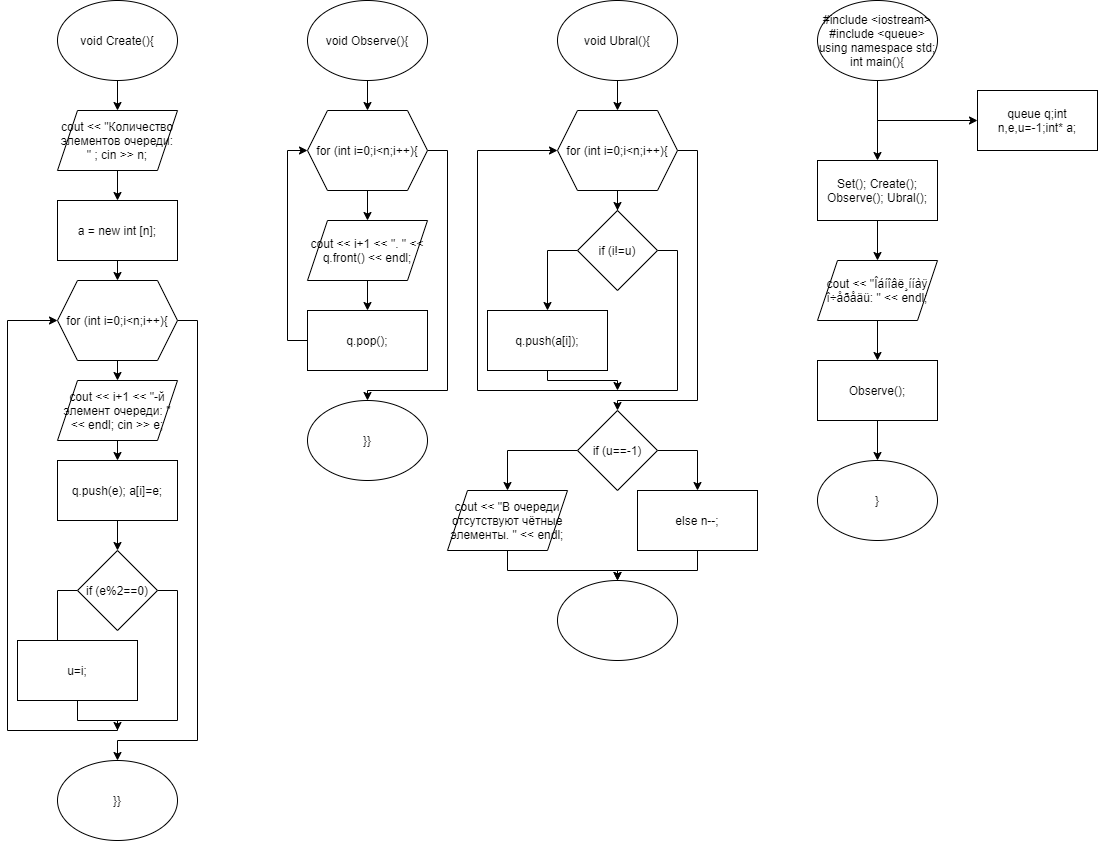 void Create(){
cout << "Количество
элементов очереди:
" ; cin >> n;
a = new int [n];
for (int i=0;i<n;i++){
cout << i+1 << "-й
элемент очереди: "
<< endl; cin >> e;
q.push(e); a[i]=e;
if (e%2==0)
u=i;
}}
void Observe(){
for (int i=0;i<n;i++){
cout << i+1 << ". " <<
q.front() << endl;
q.pop();
}}
void Ubral(){
for (int i=0;i<n;i++){
if (i!=u)
q.push(a[i]);
if (u==-1)
cout << "В очереди
отсутствуют чётные
элементы. " << endl;
else n--;
#include <iostream>
#include <queue>
using namespace std;
int main(){
queue q;int
n,e,u=-1;int* a;
Set(); Create();
Observe(); Ubral();
cout << "Îáíîâë¸ííàÿ
î÷åðåäü: " << endl;
Observe();
}